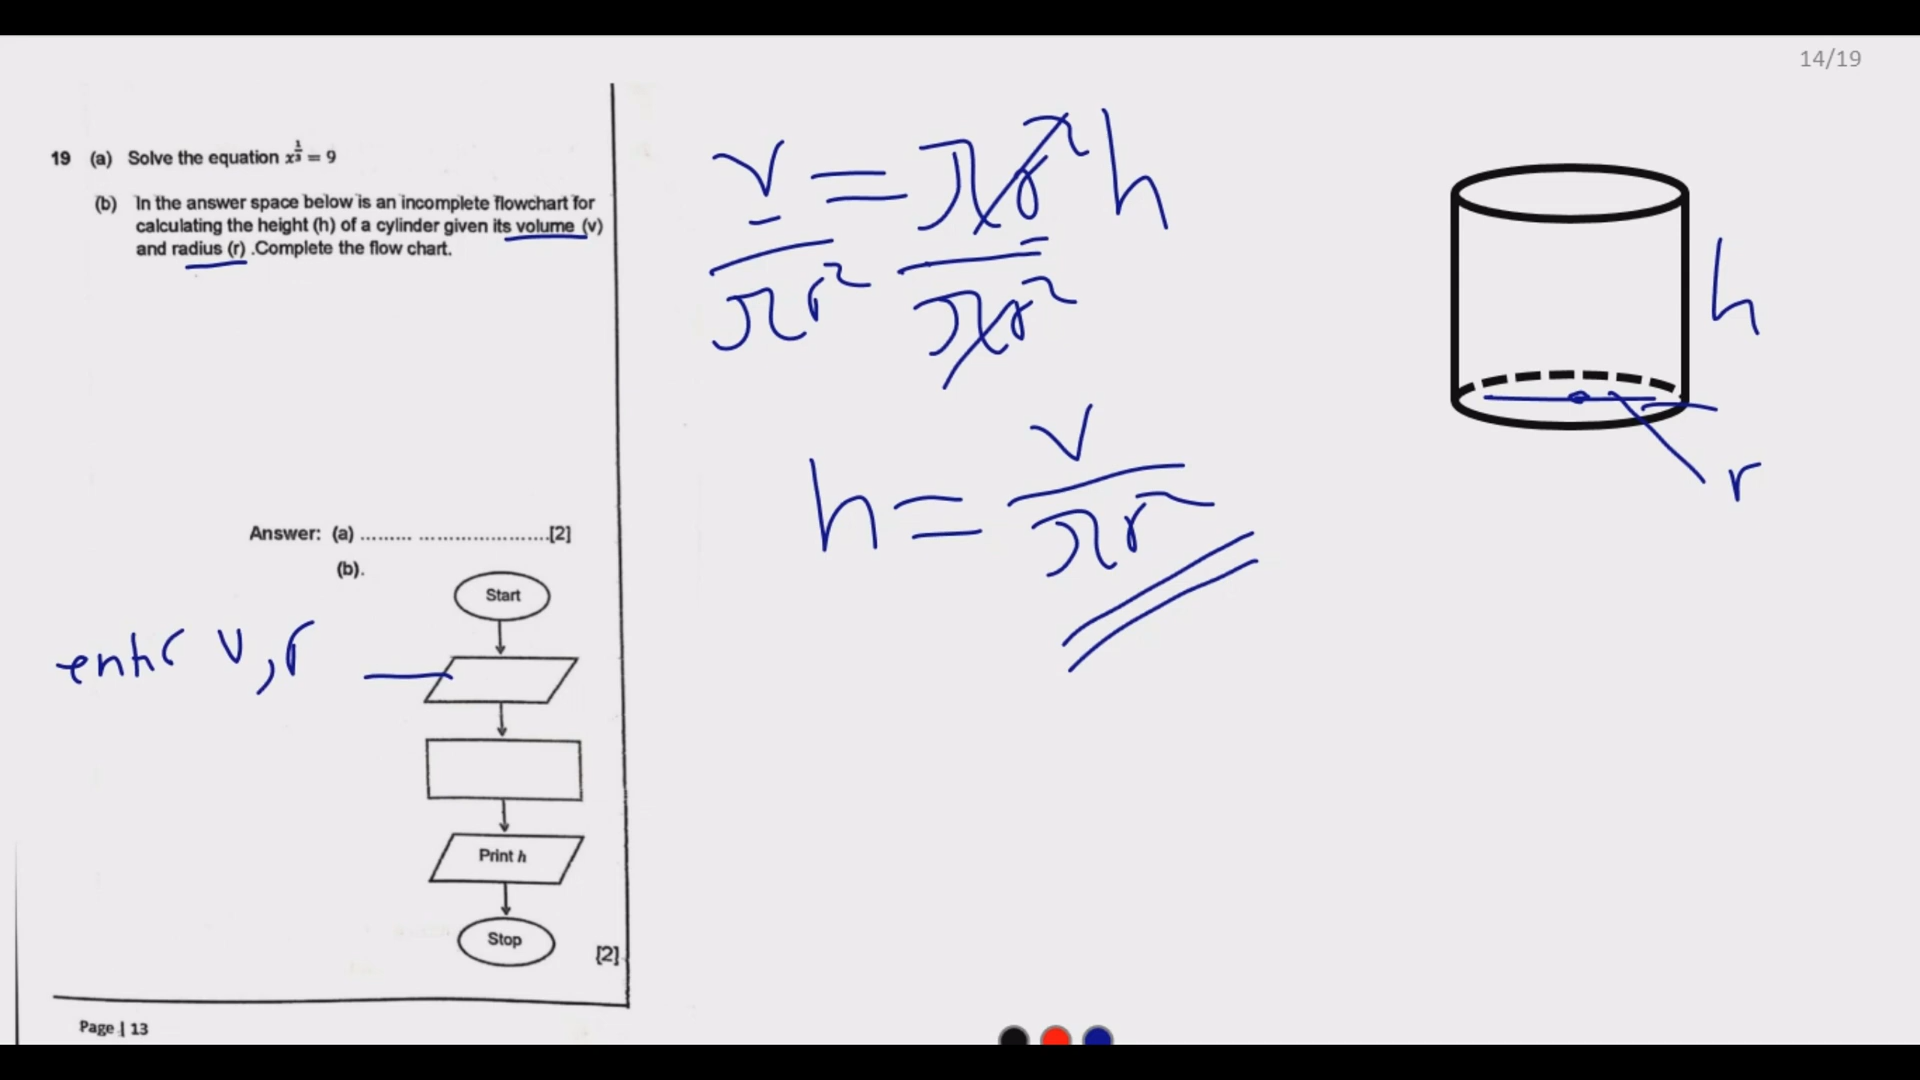 14/19
19 (a) Solve the equation x^{1/3} = 9
(b) In the answer space below is an incomplete flowchart for
calculating the height (h) of a cylinder given its volume (v)
and radius (r) .Complete the flow chart.
Answer: (a) ......... ......................[2]
(b).
Start
Print h
Stop
[2]
Page | 13
enter v, r
v = πr²h
πr² πr²
h = v
πr²
h
r